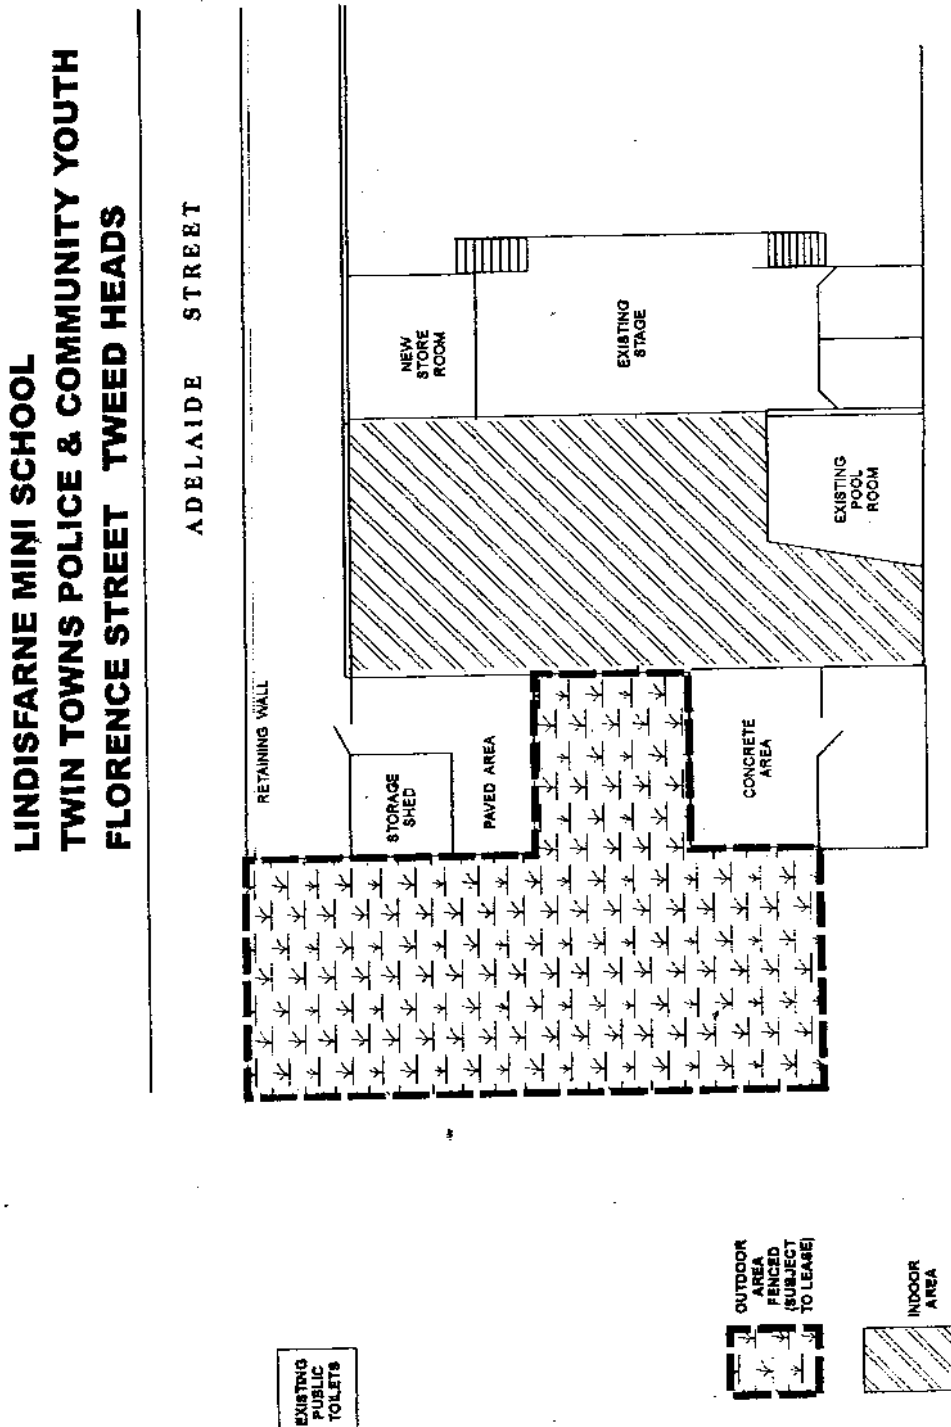 LINDISFARNE MINI SCHOOL
TWIN TOWNS POLICE & COMMUNITY YOUTH
FLORENCE STREET TWEED HEADS
ADELAIDE STREET
RETAINING WALL
STORAGE
SHED
PAVED AREA
NEW
STORE
ROOM
EXISTING
STAGE
CONCRETE
AREA
EXISTING
POOL
ROOM
EXISTING
PUBLIC
TOILETS
OUTDOOR
AREA
FENCED
(SUBJECT
TO LEASE)
INDOOR
AREA